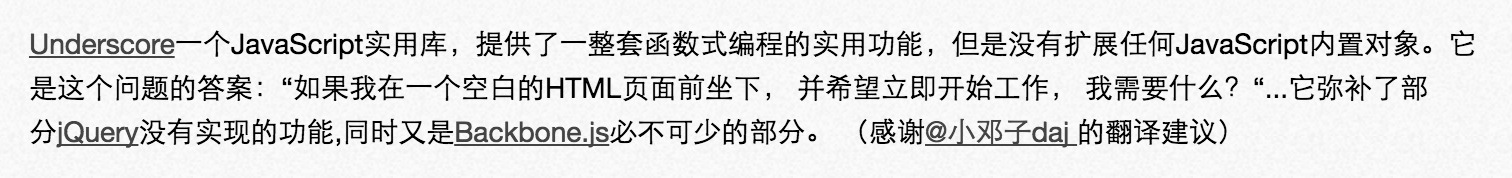 Underscore一个JavaScript实用库，提供了一整套函数式编程的实用功能，但是没有扩展任何JavaScript内置对象。它
是这个问题的答案：“如果我在一个空白的HTML页面前坐下， 并希望立即开始工作， 我需要什么？“...它弥补了部
分jQuery没有实现的功能,同时又是Backbone.js必不可少的部分。 （感谢@小邓子daj 的翻译建议）